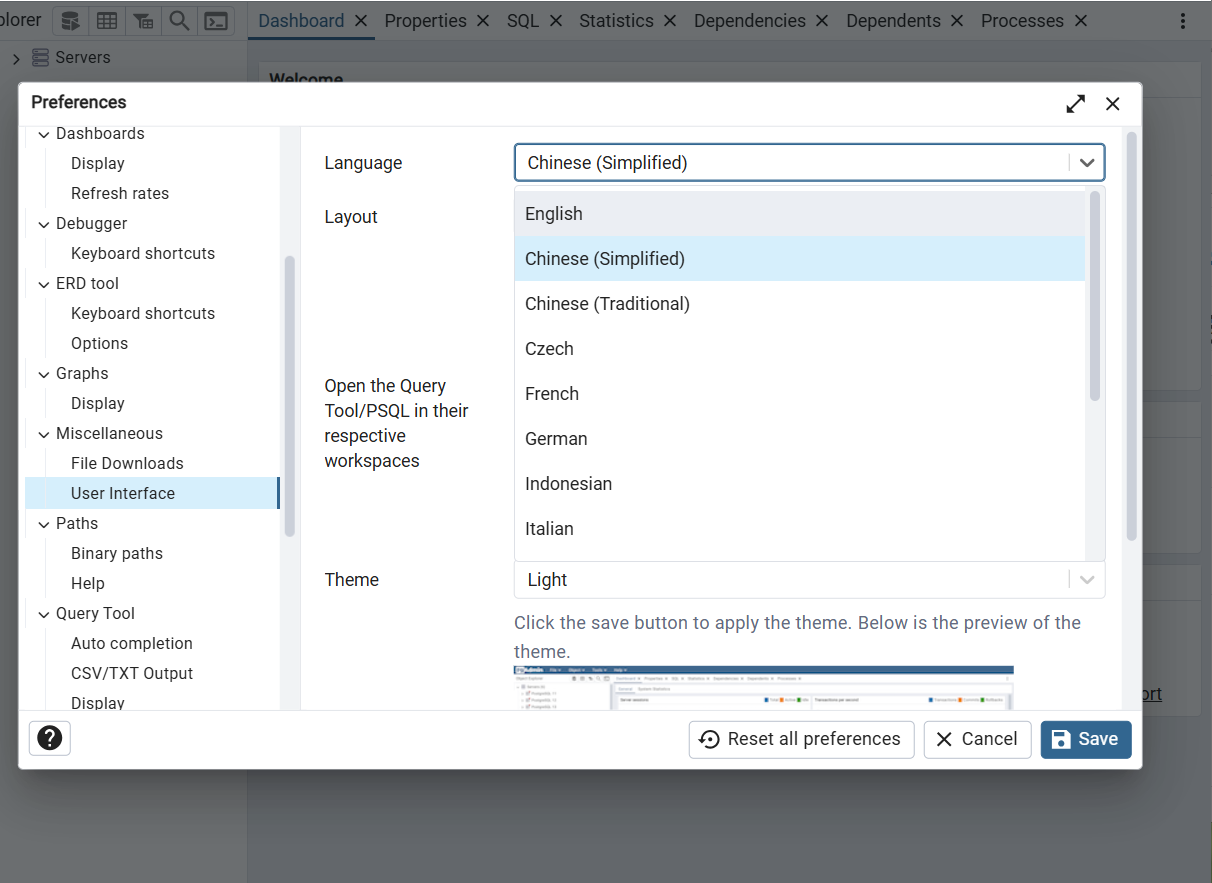 plorer
Dashboard
Properties
SQL
Statistics
Dependencies
Dependents
Processes
Servers
Welcome
Preferences
Dashboards
Display
Refresh rates
Debugger
Keyboard shortcuts
ERD tool
Keyboard shortcuts
Options
Graphs
Display
Miscellaneous
File Downloads
User Interface
Paths
Binary paths
Help
Query Tool
Auto completion
CSV/TXT Output
Display
Language
Chinese (Simplified)
Layout
English
Chinese (Simplified)
Chinese (Traditional)
Czech
French
German
Indonesian
Italian
Open the Query
Tool/PSQL in their
respective
workspaces
Theme
Light
Click the save button to apply the theme. Below is the preview of the
theme.
ort
Reset all preferences
Cancel
Save